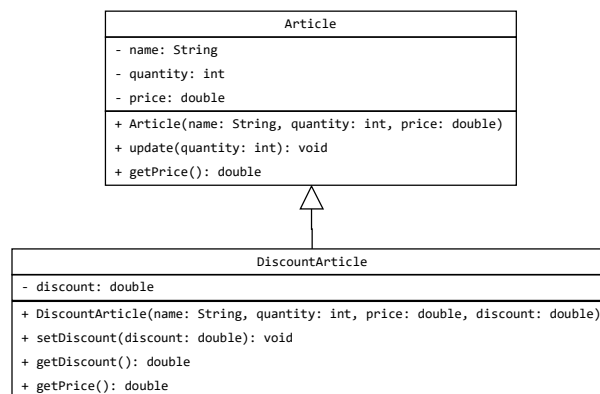 Article
- name: String
- quantity: int
- price: double
+ Article(name: String, quantity: int, price: double)
+ update(quantity: int): void
+ getPrice(): double
DiscountArticle
- discount: double
+ DiscountArticle(name: String, quantity: int, price: double, discount: double)
+ setDiscount(discount: double): void
+ getDiscount(): double
+ getPrice(): double